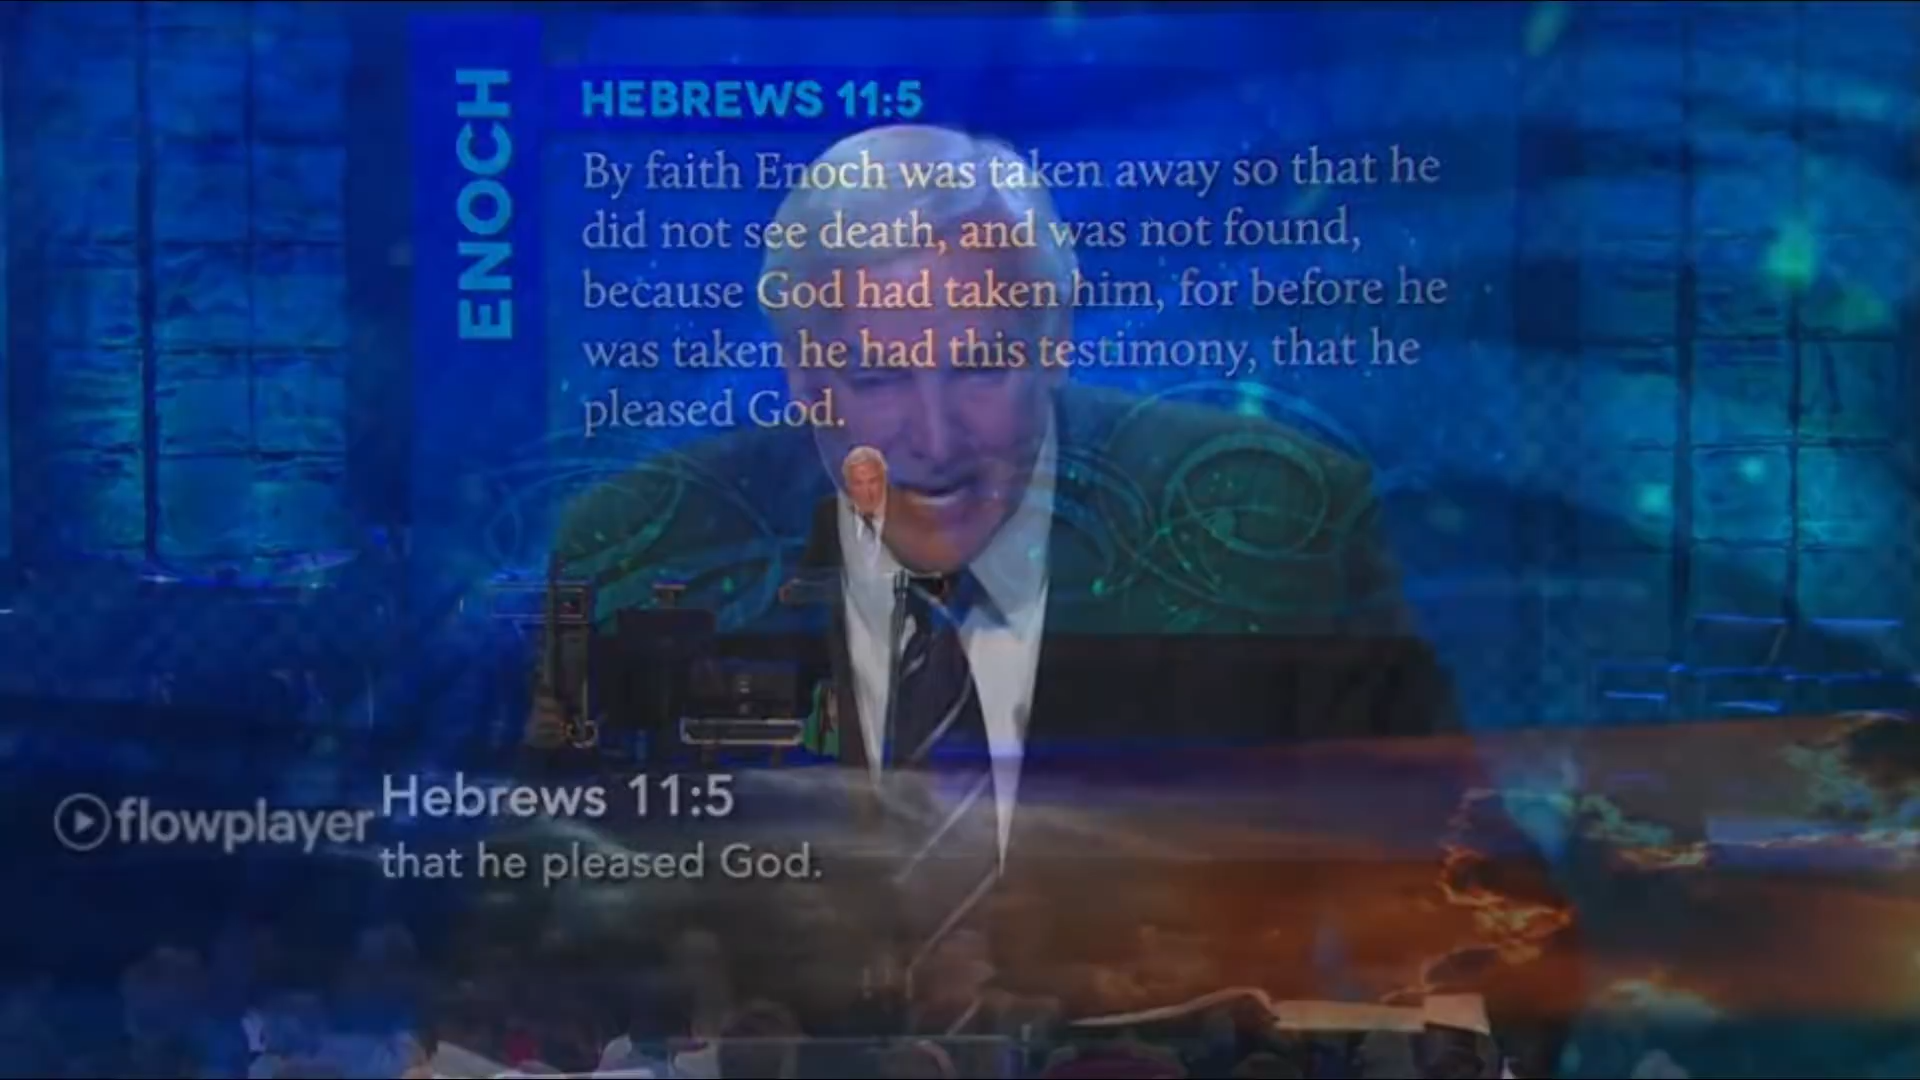 ENOCH
HEBREWS 11:5
By faith Enoch was taken away so that he
did not see death, and was not found,
because God had taken him, for before he
was taken he had this testimony, that he
pleased God.
flowplayer
Hebrews 11:5
that he pleased God.